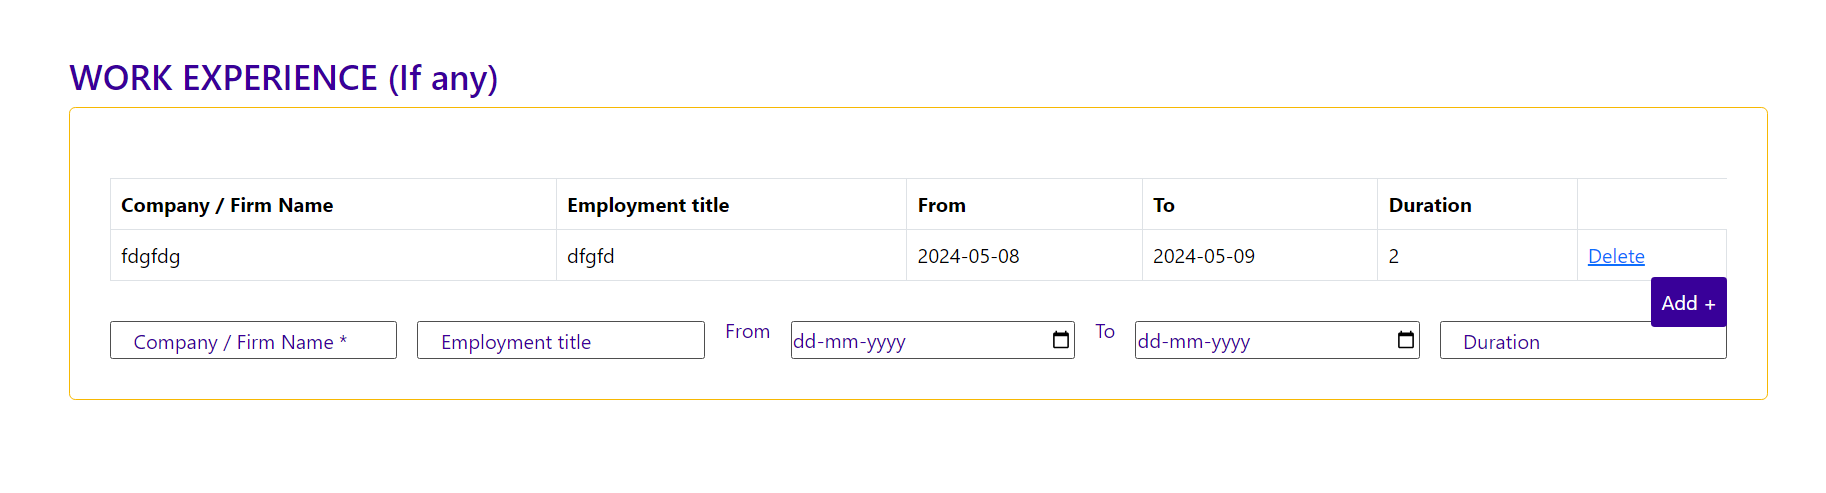 WORK EXPERIENCE (If any)
Company / Firm Name Employment title From To Duration
fdgfdg dfgfd 2024-05-08 2024-05-09 2 Delete
Add +
Company / Firm Name * Employment title From dd-mm-yyyy To dd-mm-yyyy Duration